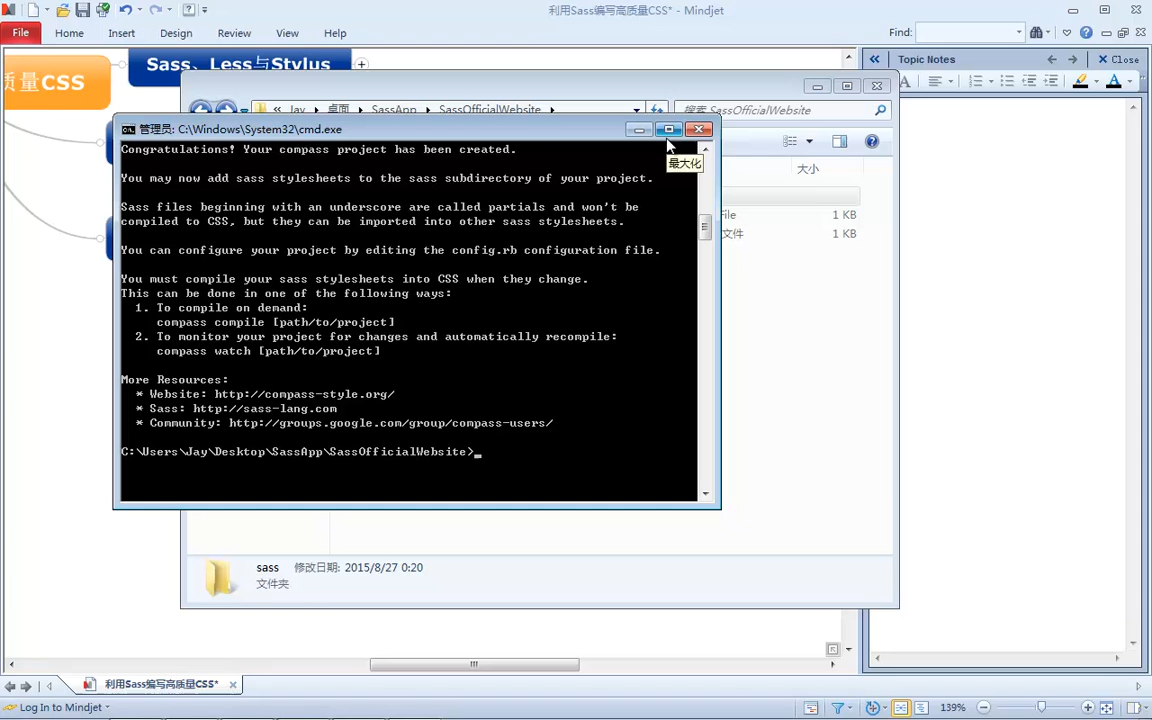 利用Sass编写高质量CSS* - Mindjet
File Home Insert Design Review View Help
Find:
质量CSS
Sass、Less与Stylus
Topic Notes
Close
« Jay ▸ 桌面 ▸ SassApp ▸ SassOfficialWebsite ▸
搜索 SassOfficialWebsite
大小
File 1 KB
文件 1 KB
管理员: C:\Windows\System32\cmd.exe
最大化
Congratulations! Your compass project has been created.
You may now add sass stylesheets to the sass subdirectory of your project.
Sass files beginning with an underscore are called partials and won't be
compiled to CSS, but they can be imported into other sass stylesheets.
You can configure your project by editing the config.rb configuration file.
You must compile your sass stylesheets into CSS when they change.
This can be done in one of the following ways:
1. To compile on demand:
compass compile [path/to/project]
2. To monitor your project for changes and automatically recompile:
compass watch [path/to/project]
More Resources:
* Website: http://compass-style.org/
* Sass: http://sass-lang.com
* Community: http://groups.google.com/group/compass-users/
C:\Users\Jay\Desktop\SassApp\SassOfficialWebsite>_
sass 修改日期: 2015/8/27 0:20
文件夹
利用Sass编写高质量CSS*
Log In to Mindjet
139%